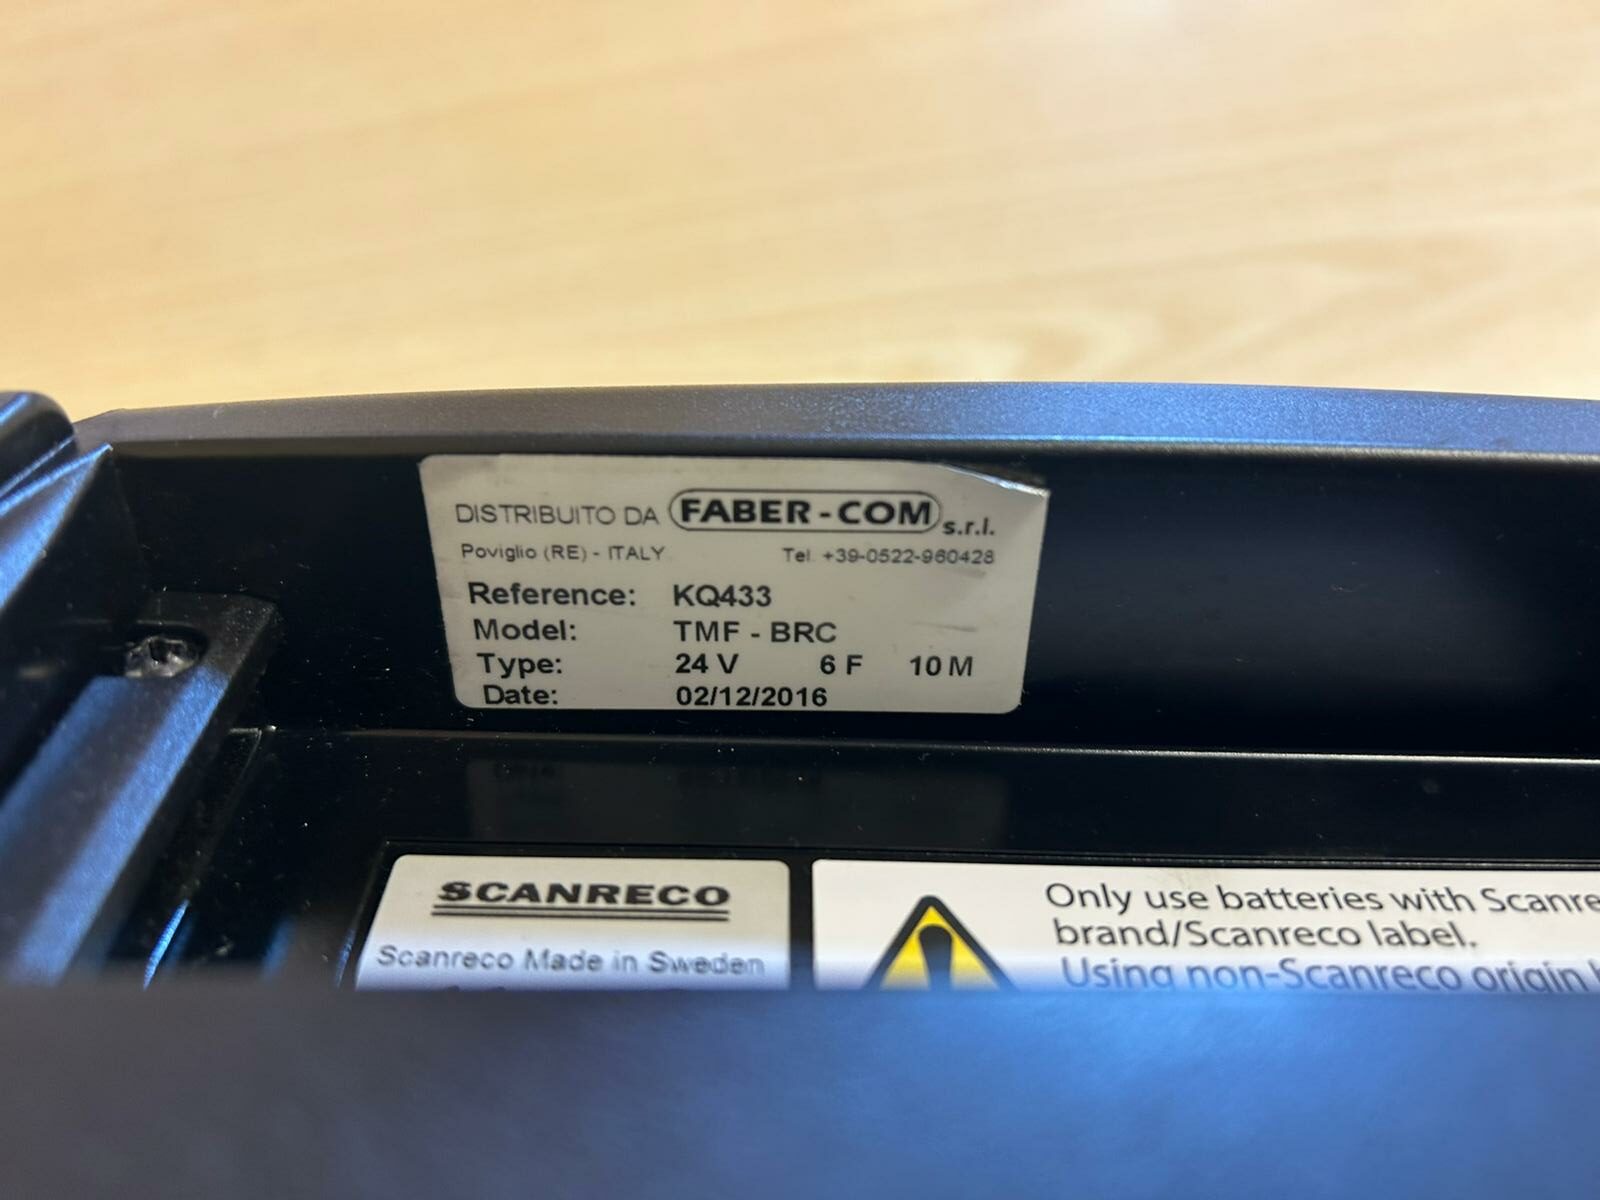 DISTRIBUITO DA FABER-COM s.r.l.
Poviglio (RE) - ITALY Tel. +39-0522-960428
Reference: KQ433
Model: TMF - BRC
Type: 24 V 6 F 10 M
Date: 02/12/2016
SCANRECO
Scanreco Made in Sweden
Only use batteries with Scanre
brand/Scanreco label.
Using non-Scanreco origin